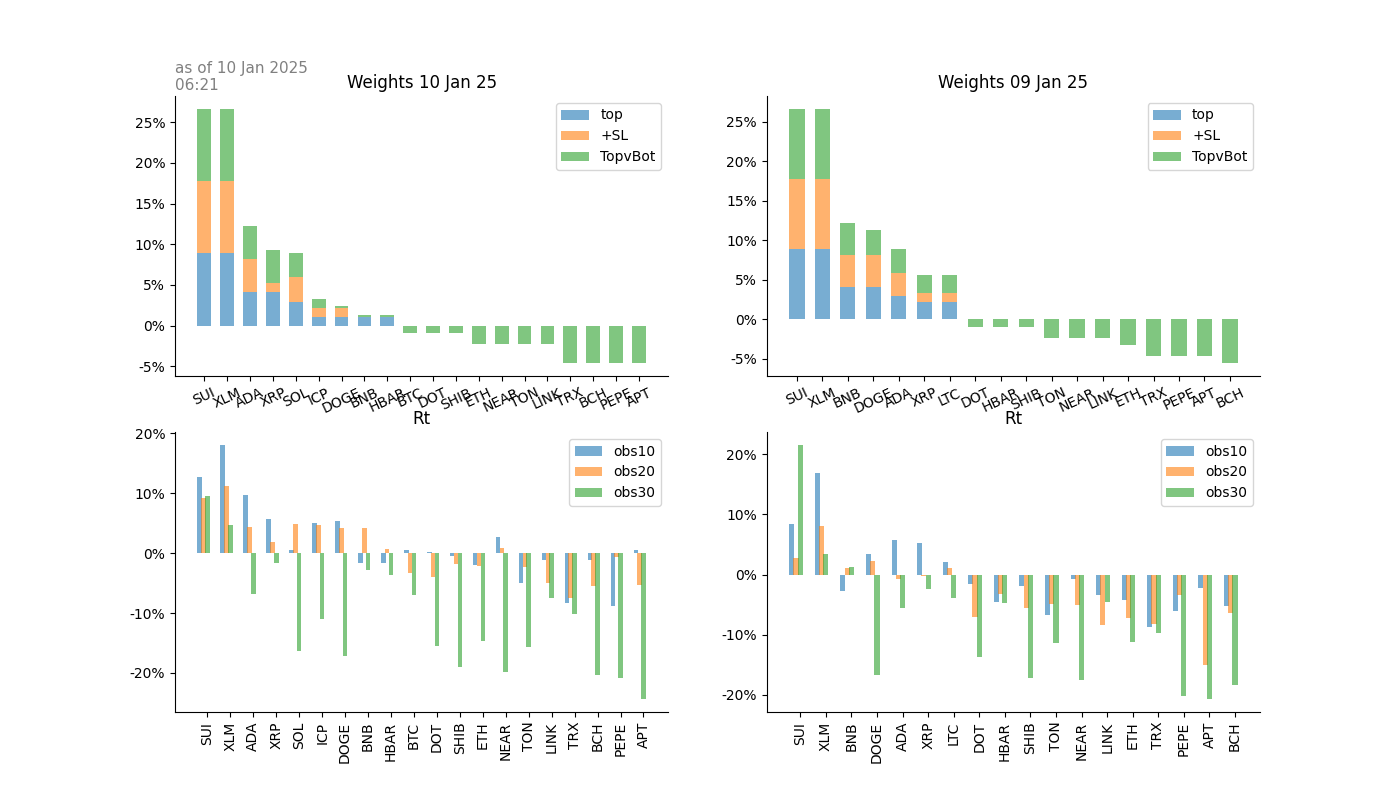 as of 10 Jan 2025
06:21
Weights 10 Jan 25
top
+SL
TopvBot
25%
20%
15%
10%
5%
0%
-5%
SUI XLM ADA XRP SOL ICP DOGE BNB HBAR BTC DOT SHIB ETH NEAR TON LINK TRX BCH PEPE APT
Weights 09 Jan 25
top
+SL
TopvBot
25%
20%
15%
10%
5%
0%
-5%
SUI XLM BNB DOGE ADA XRP LTC DOT HBAR SHIB TON NEAR LINK ETH TRX PEPE APT BCH
Rt
obs10
obs20
obs30
20%
10%
0%
-10%
-20%
SUI XLM ADA XRP SOL ICP DOGE BNB HBAR BTC DOT SHIB ETH NEAR TON LINK TRX BCH PEPE APT
Rt
obs10
obs20
obs30
20%
10%
0%
-10%
-20%
SUI XLM BNB DOGE ADA XRP LTC DOT HBAR SHIB TON NEAR LINK ETH TRX PEPE APT BCH